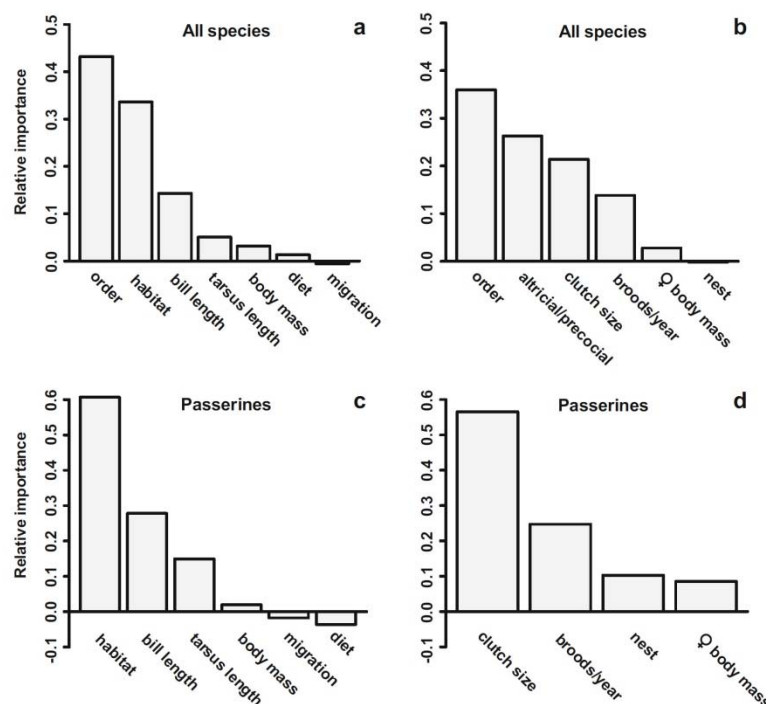 All species a
Relative importance
0.0 0.1 0.2 0.3 0.4 0.5
order habitat bill length tarsus length body mass diet migration
All species b
0.0 0.1 0.2 0.3 0.4 0.5
order altricial/precocial clutch size broods/year ♀ body mass nest
Passerines c
Relative importance
-0.1 0.0 0.1 0.2 0.3 0.4 0.5 0.6
habitat bill length tarsus length body mass migration diet
Passerines d
-0.1 0.0 0.1 0.2 0.3 0.4 0.5 0.6
clutch size broods/year nest ♀ body mass